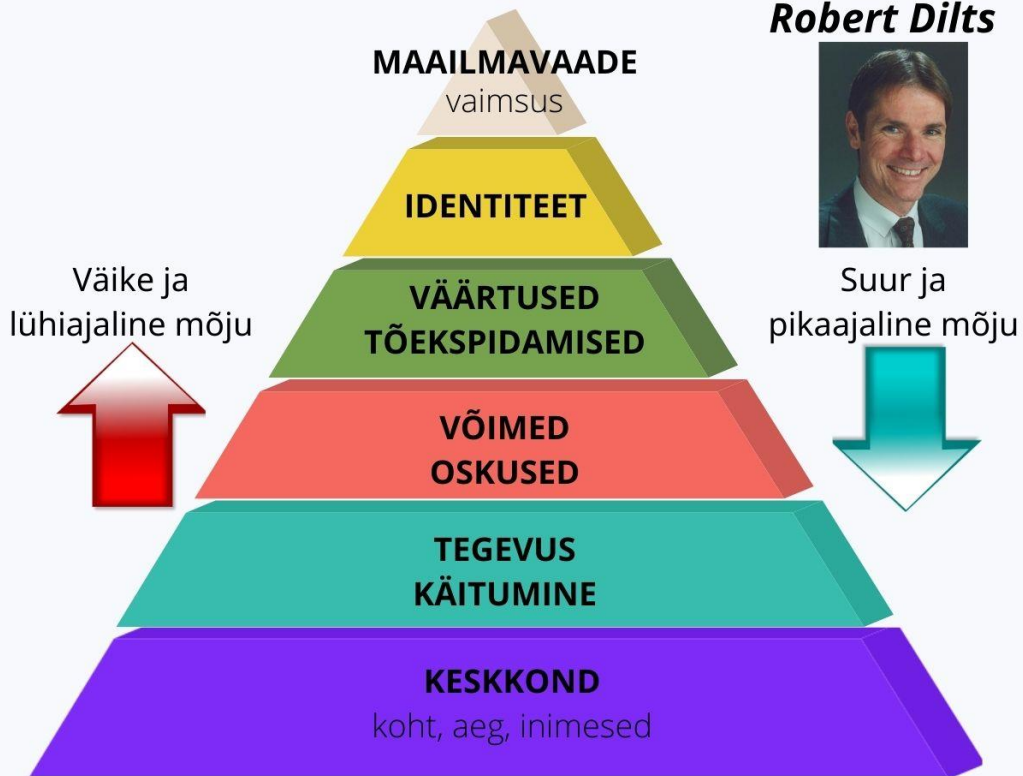 Robert Dilts
MAAILMAVAADE
vaimsus
IDENTITEET
Väike ja
lühiajaline mõju
Suur ja
pikaajaline mõju
VÄÄRTUSED
TÕEKSPIDAMISED
VÕIMED
OSKUSED
TEGEVUS
KÄITUMINE
KESKKOND
koht, aeg, inimesed